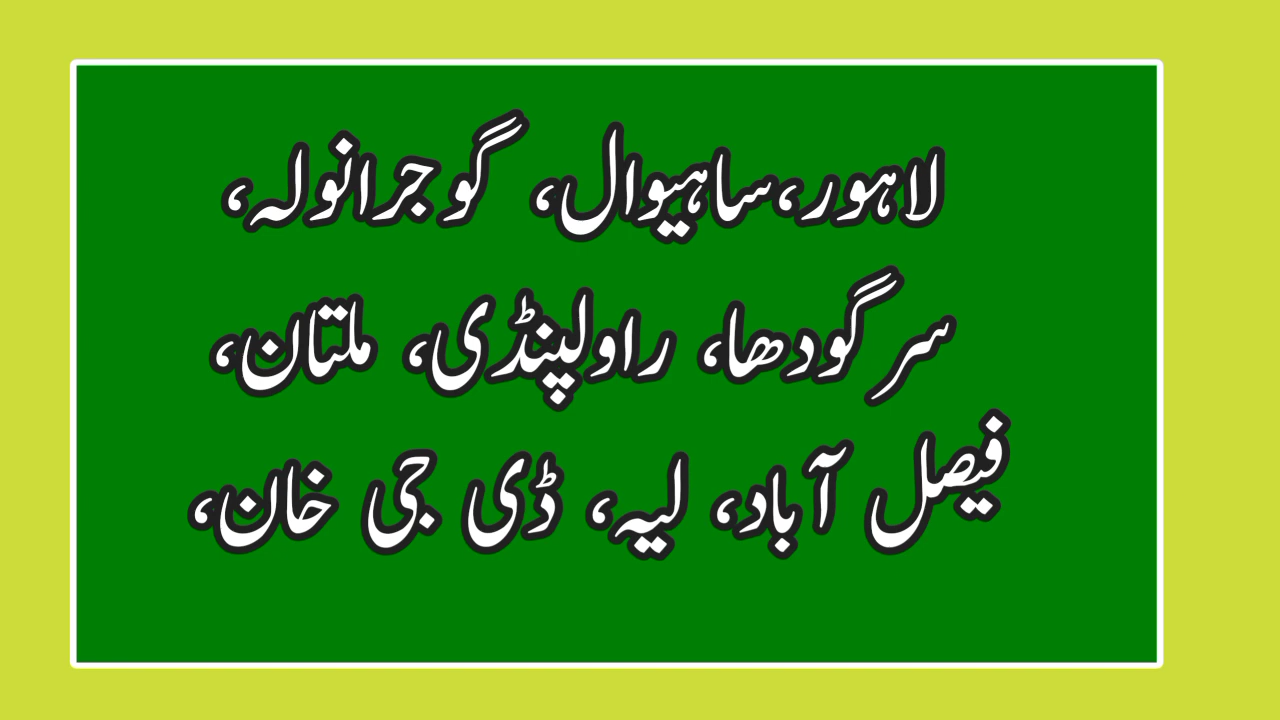 لاہور،ساہیوال، گوجرانولہ،
سرگودھا، راولپنڈی، ملتان،
فیصل آباد، لیہ، ڈی جی خان،